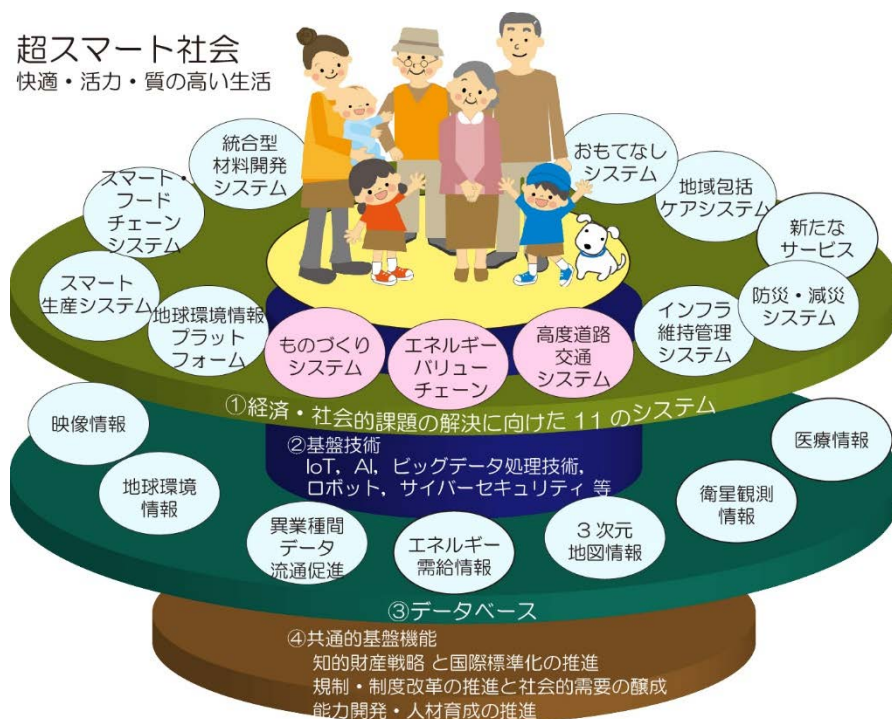 超スマート社会
快適・活力・質の高い生活
統合型
材料開発
システム
スマート・
フード
チェーン
システム
スマート
生産システム
地球環境情報
プラット
フォーム
ものづくり
システム
エネルギー
バリュー
チェーン
高度道路
交通
システム
インフラ
維持管理
システム
おもてなし
システム
地域包括
ケアシステム
新たな
サービス
防災・減災
システム
①経済・社会的課題の解決に向けた 11 のシステム
②基盤技術
IoT, AI, ビッグデータ処理技術,
ロボット, サイバーセキュリティ 等
映像情報
地球環境
情報
異業種間
データ
流通促進
エネルギー
需給情報
3 次元
地図情報
衛星観測
情報
医療情報
③データベース
④共通的基盤機能
知的財産戦略 と国際標準化の推進
規制・制度改革の推進と社会的需要の醸成
能力開発・人材育成の推進